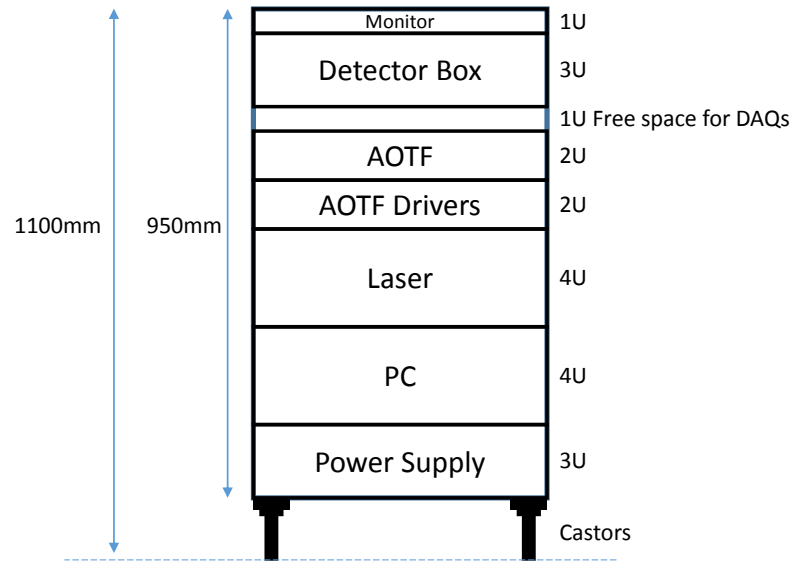 Monitor 1U
Detector Box 3U
1U Free space for DAQs
AOTF 2U
AOTF Drivers 2U
1100mm 950mm
Laser 4U
PC 4U
Power Supply 3U
Castors